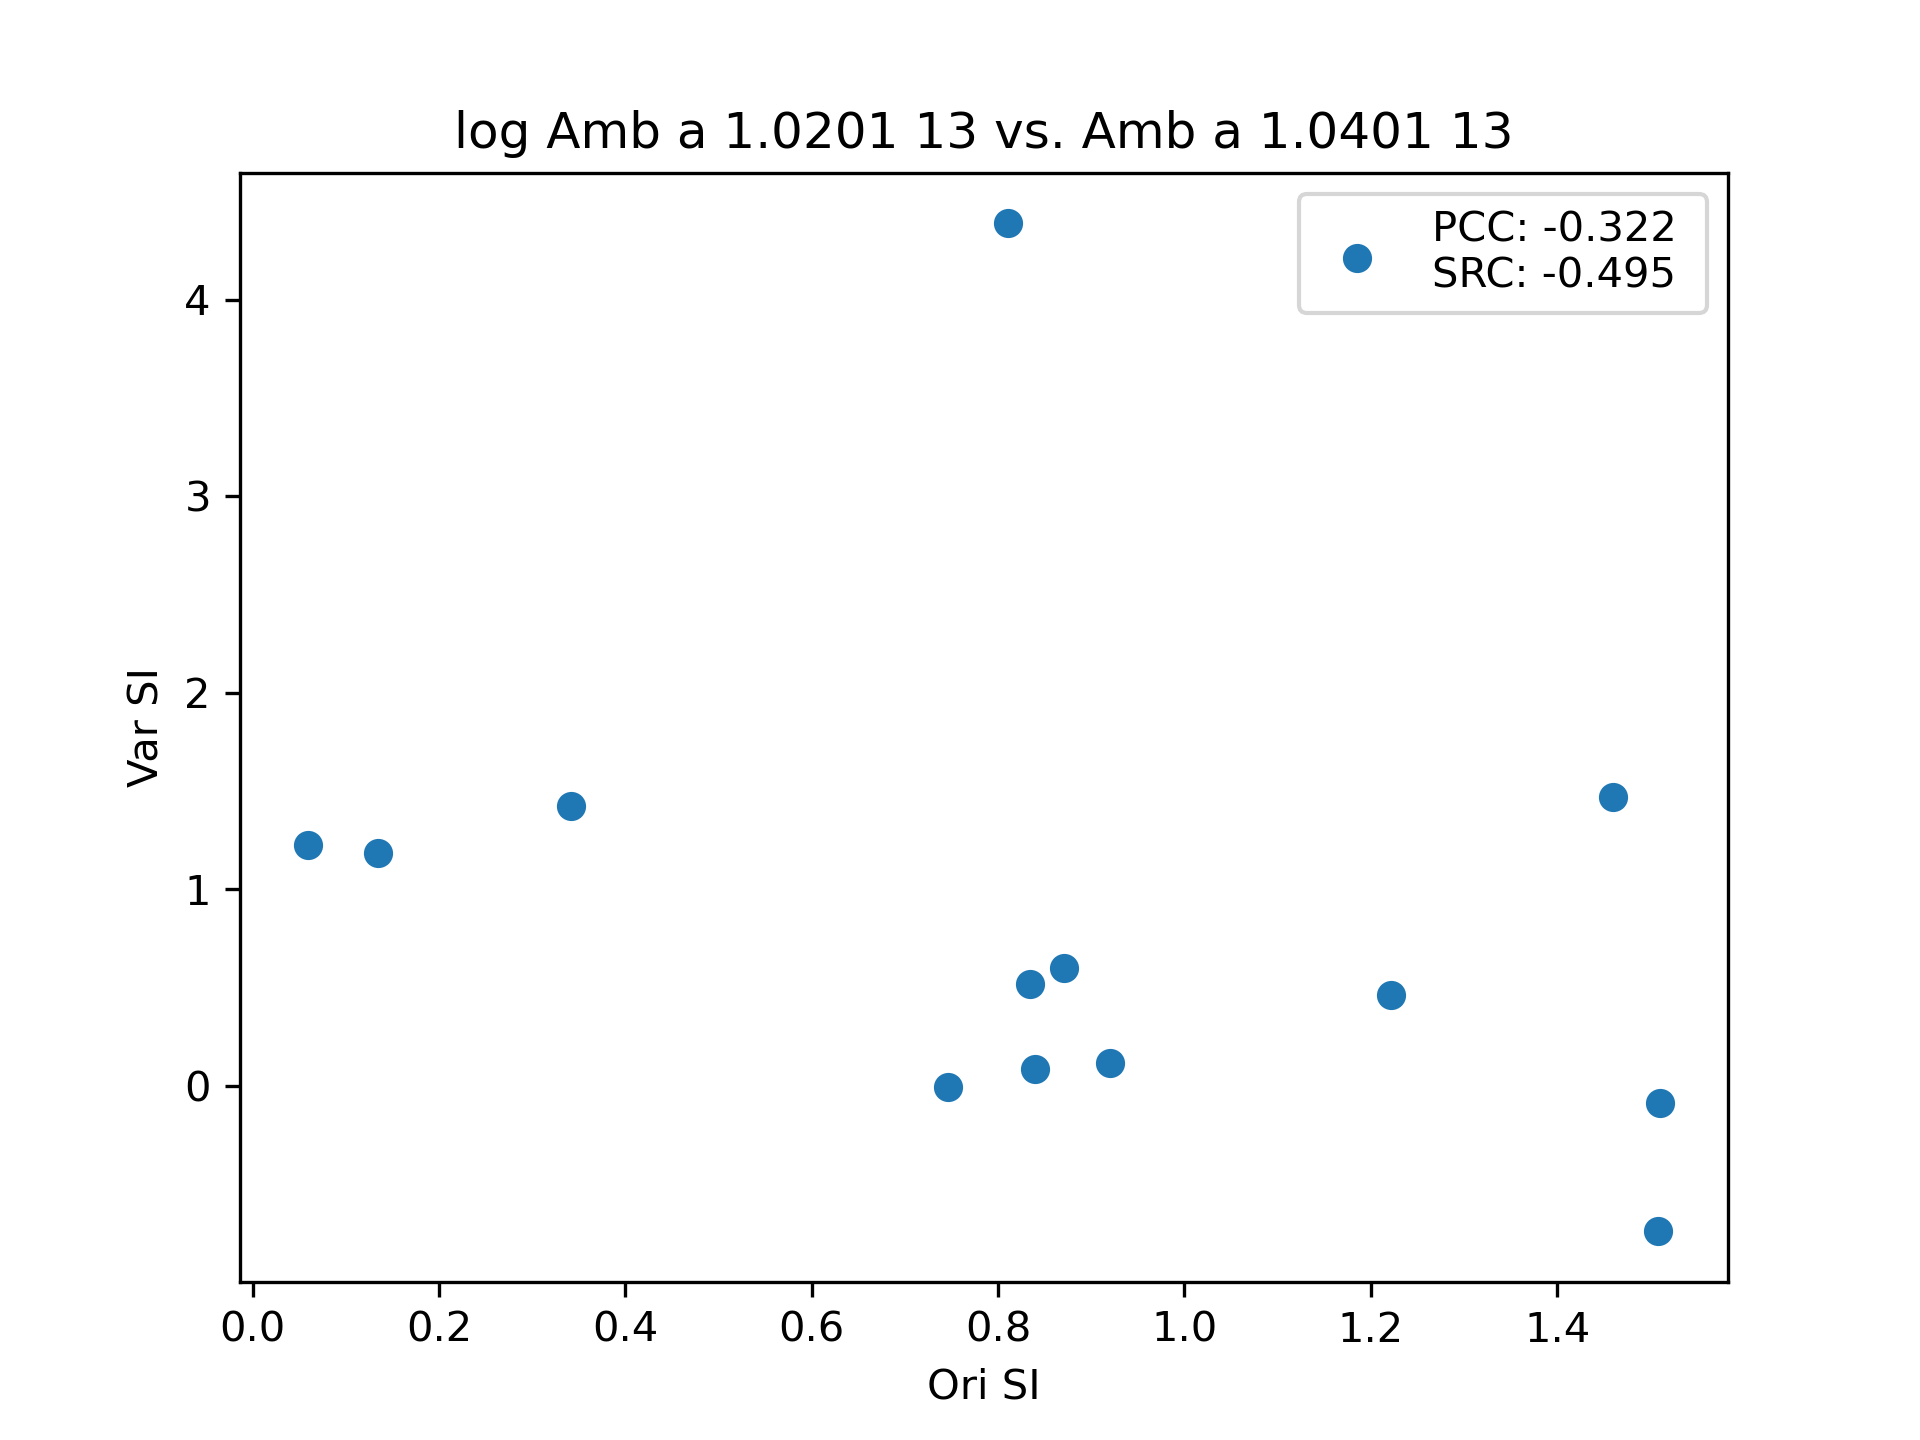 log Amb a 1.0201 13 vs. Amb a 1.0401 13
PCC: -0.322
SRC: -0.495
4
3
2
1
0
Var SI
0.0 0.2 0.4 0.6 0.8 1.0 1.2 1.4
Ori SI